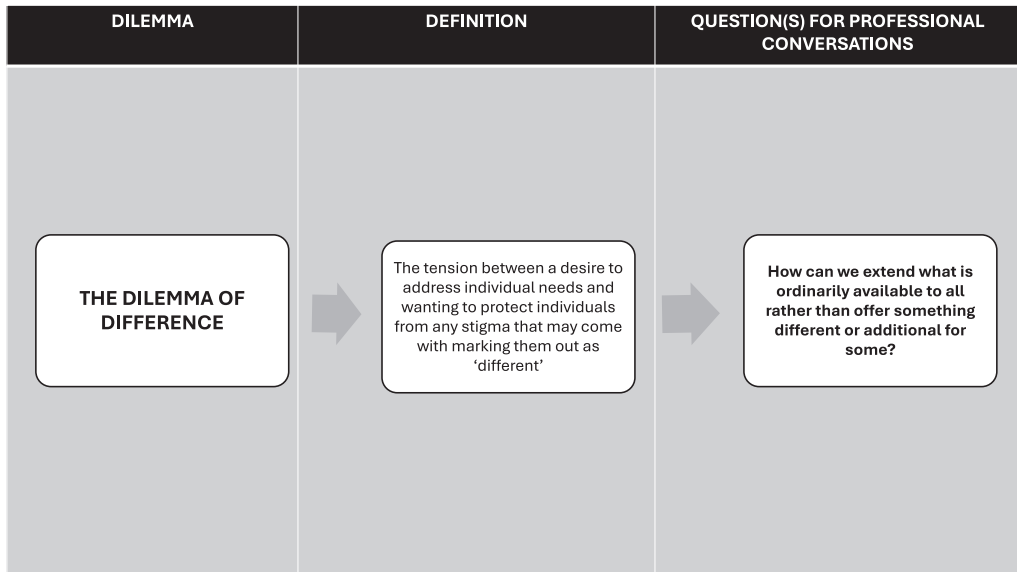 DILEMMA
DEFINITION
QUESTION(S) FOR PROFESSIONAL
CONVERSATIONS
THE DILEMMA OF
DIFFERENCE
The tension between a desire to
address individual needs and
wanting to protect individuals
from any stigma that may come
with marking them out as
‘different’
How can we extend what is
ordinarily available to all
rather than offer something
different or additional for
some?